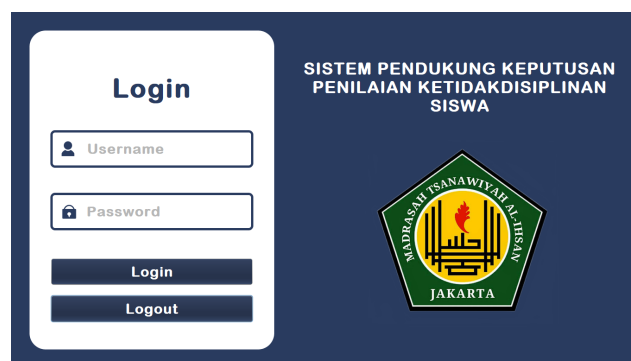 Login
Username
Password
Login
Logout
SISTEM PENDUKUNG KEPUTUSAN
PENILAIAN KETIDAKDISIPLINAN
SISWA
MADRASAH TSANAWIYAH AL-IHSAN
JAKARTA